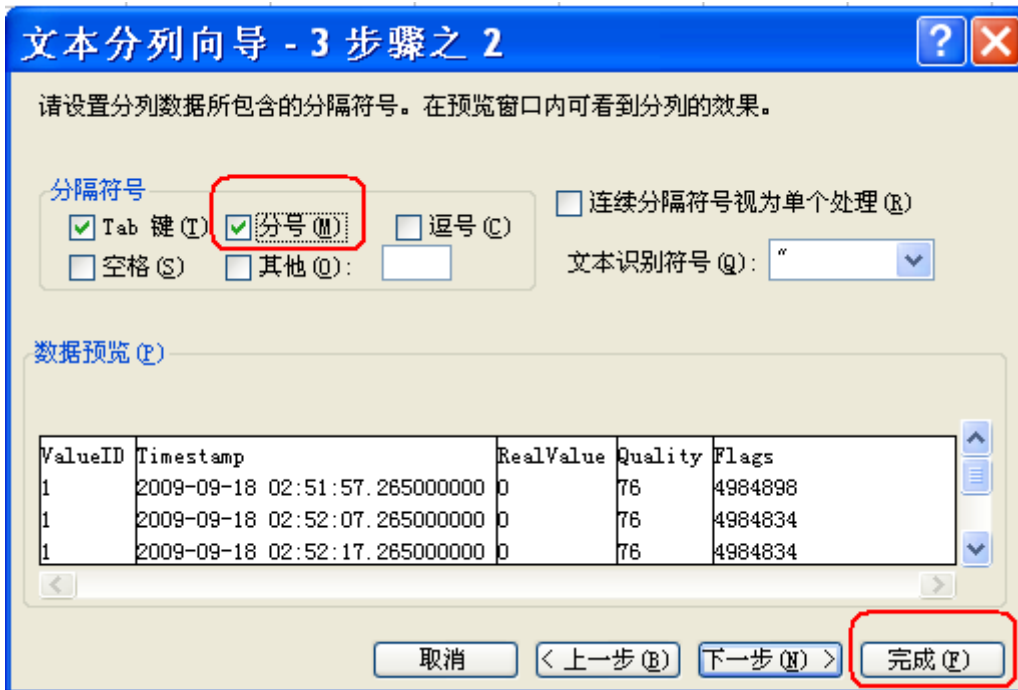 文本分列向导 - 3 步骤之 2
请设置分列数据所包含的分隔符号。在预览窗口内可看到分列的效果。
分隔符号
Tab 键(T) 分号(M) 逗号(C)
空格(S) 其他(O):
连续分隔符号视为单个处理(R)
文本识别符号(Q): "
数据预览(P)
ValueID Timestamp RealValue Quality Flags
1 2009-09-18 02:51:57.265000000 0 76 4984898
1 2009-09-18 02:52:07.265000000 0 76 4984834
1 2009-09-18 02:52:17.265000000 0 76 4984834
取消 < 上一步(B) 下一步(N) > 完成(F)